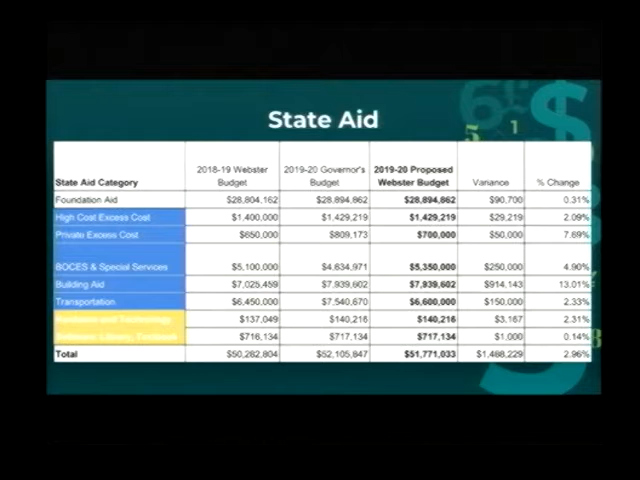 State Aid
State Aid Category 2018-19 Webster Budget 2019-20 Governor's Budget 2019-20 Proposed Webster Budget Variance % Change
Foundation Aid $28,804,162 $28,894,862 $28,894,862 $90,700 0.31%
High Cost Excess Cost $1,400,000 $1,429,219 $1,429,219 $29,219 2.09%
Private Excess Cost $650,000 $809,173 $700,000 $50,000 7.69%
BOCES & Special Services $5,100,000 $4,634,971 $5,350,000 $250,000 4.90%
Building Aid $7,025,459 $7,939,602 $7,939,602 $914,143 13.01%
Transportation $6,450,000 $7,540,670 $6,600,000 $150,000 2.33%
Hardware and Technology $137,049 $140,216 $140,216 $3,167 2.31%
Software, Library, Textbook $716,134 $717,134 $717,134 $1,000 0.14%
Total $50,282,804 $52,105,847 $51,771,033 $1,488,229 2.96%